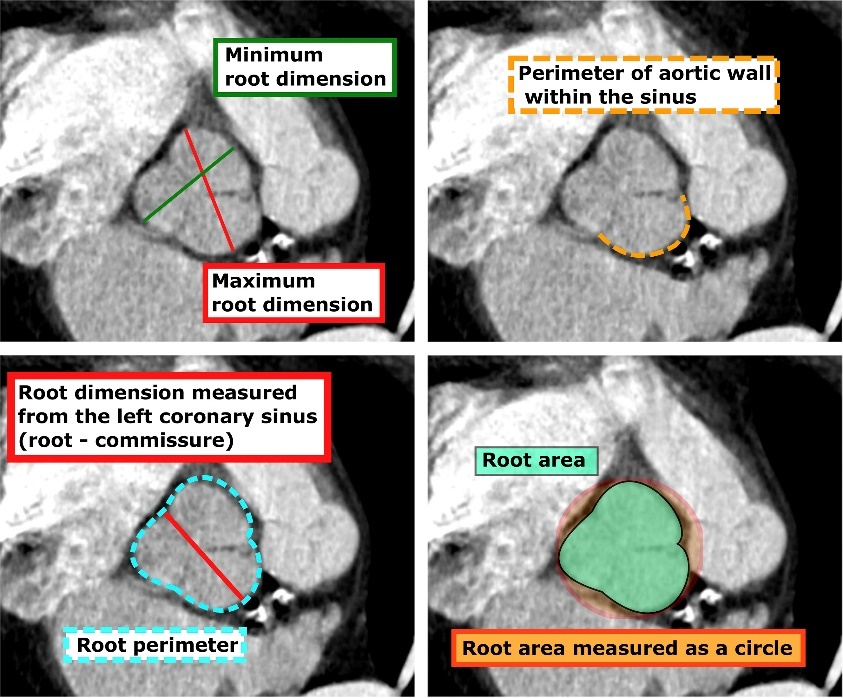 Minimum
root dimension
Maximum
root dimension
Perimeter of aortic wall
within the sinus
Root dimension measured
from the left coronary sinus
(root - commissure)
Root perimeter
Root area
Root area measured as a circle